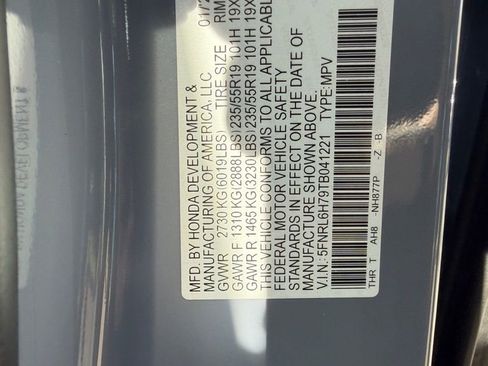 MFD. BY HONDA DEVELOPMENT &
MANUFACTURING OF AMERICA, LLC. 01/
GVWR 2730 KG(6019LBS) TIRE SIZE RIM
GAWR F 1310 KG(2888LBS)235/55R19 101H 19X
GAWR R 1465 KG(3230LBS)235/55R19 101H 19X
THIS VEHICLE CONFORMS TO ALL APPLICABLE
FEDERAL MOTOR VEHICLE SAFETY
STANDARDS IN EFFECT ON THE DATE OF
MANUFACTURE SHOWN ABOVE.
V.I.N.: 5FNRL6H79TB041221 TYPE:MPV
THR T AH8 -NH877P -Z -B